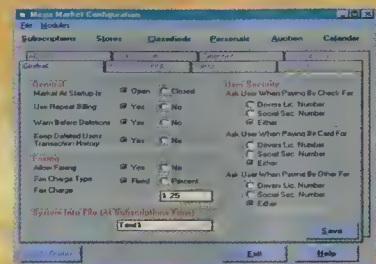 Mega Market Configuration
File Modules
Subscriptions Stores Classifieds Personals Auction Calander
General
General
Market At Startup Is Open Closed
Use Repeat Billing Yes No
Warn Before Deletions Yes No
Keep Deleted Users
Transaction History Yes No
Faxing
Allow Faxing Yes No
Fax Charge Type Fixed Percent
Fax Charge 1.25
System Info File (At Subscriptions Time)
Text1
User Security
Ask User When Paying By Check For
Drivers Lic. Number
Social Sec. Number
Either
Ask User When Paying By Card For
Drivers Lic. Number
Social Sec. Number
Either
Ask User When Paying By Other For
Drivers Lic. Number
Social Sec. Number
Either
Save
Exit Help